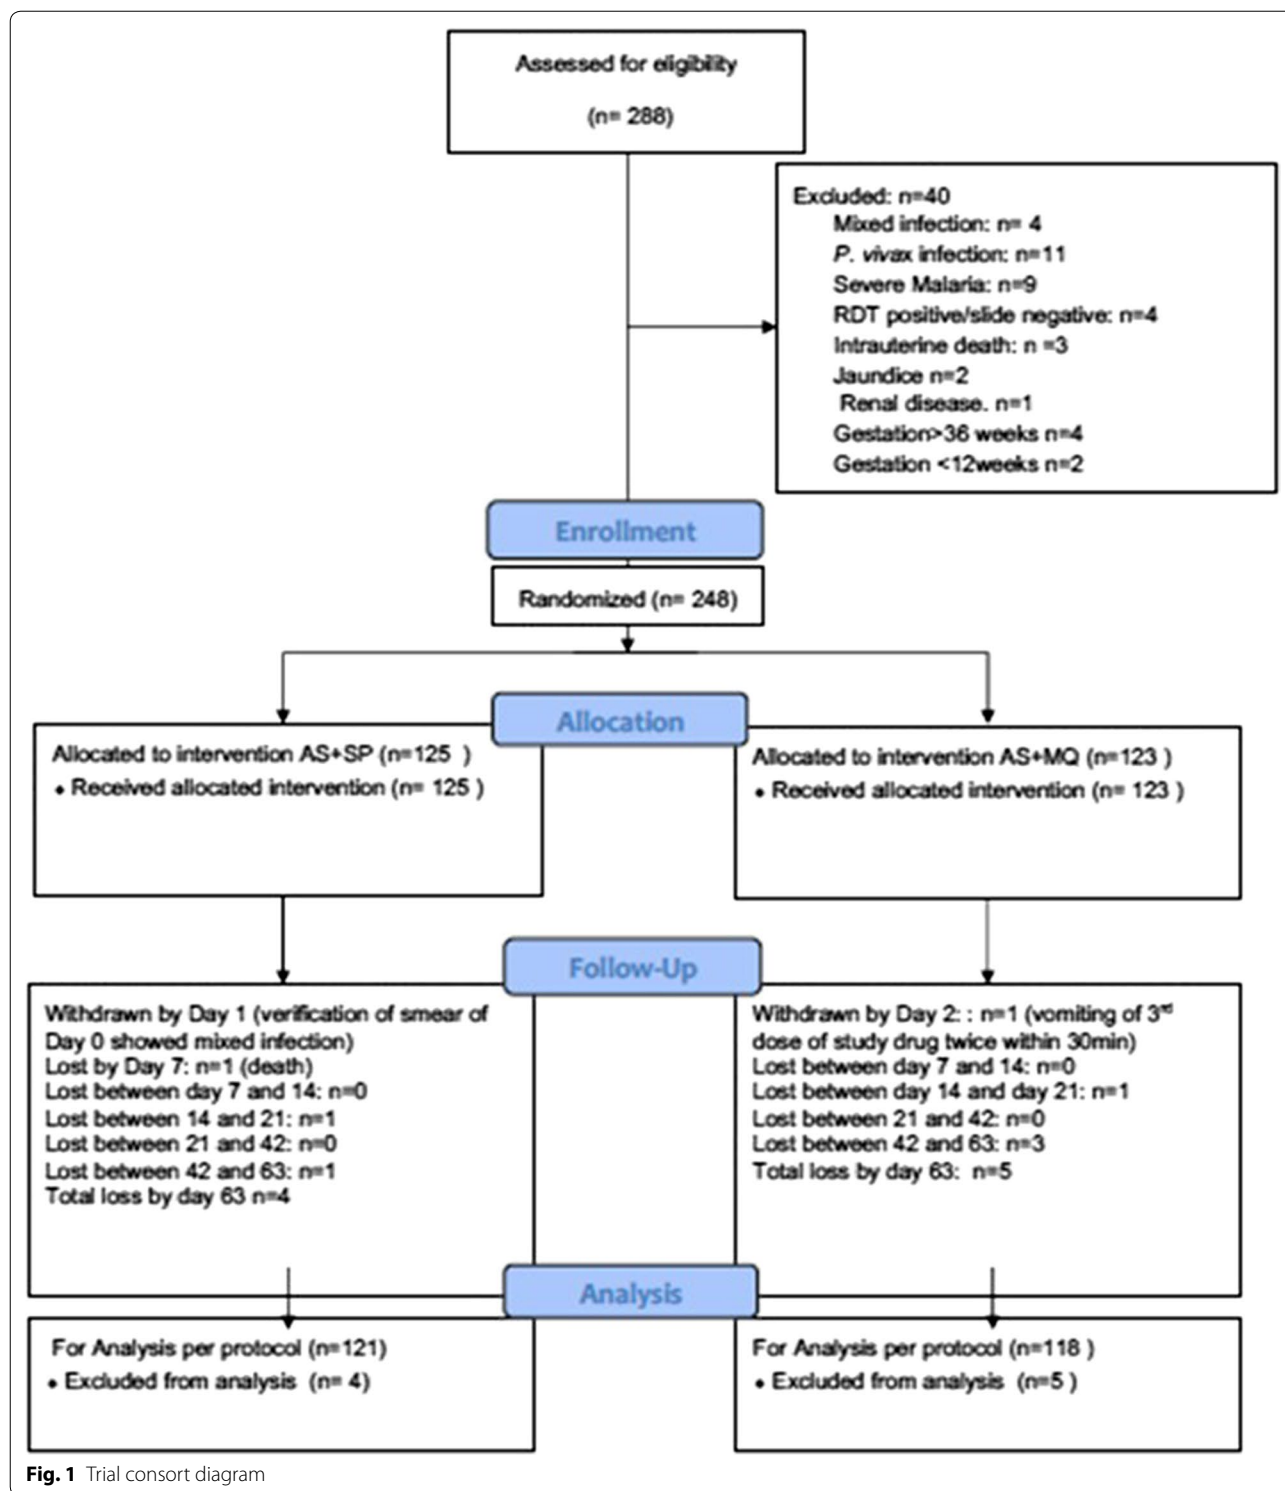 Assessed for eligibility
(n= 288)
Excluded: n=40
Mixed infection: n= 4
P. vivax infection: n=11
Severe Malaria: n=9
RDT positive/slide negative: n=4
Intrauterine death: n =3
Jaundice n=2
Renal disease. n=1
Gestation>36 weeks n=4
Gestation <12weeks n=2
Enrollment
Randomized (n= 248)
Allocation
Allocated to intervention AS+SP (n=125 )
• Received allocated intervention (n= 125 )
Allocated to intervention AS+MQ (n=123 )
• Received allocated intervention (n= 123 )
Follow-Up
Withdrawn by Day 1 (verification of smear of
Day 0 showed mixed infection)
Lost by Day 7: n=1 (death)
Lost between day 7 and 14: n=0
Lost between 14 and 21: n=1
Lost between 21 and 42: n=0
Lost between 42 and 63: n=1
Total loss by day 63 n=4
Withdrawn by Day 2: : n=1 (vomiting of 3rd
dose of study drug twice within 30min)
Lost between day 7 and 14: n=0
Lost between day 14 and day 21: n=1
Lost between 21 and 42: n=0
Lost between 42 and 63: n=3
Total loss by day 63: n=5
Analysis
For Analysis per protocol (n=121)
• Excluded from analysis (n= 4)
For Analysis per protocol (n=118 )
• Excluded from analysis (n=5 )
Fig. 1 Trial consort diagram